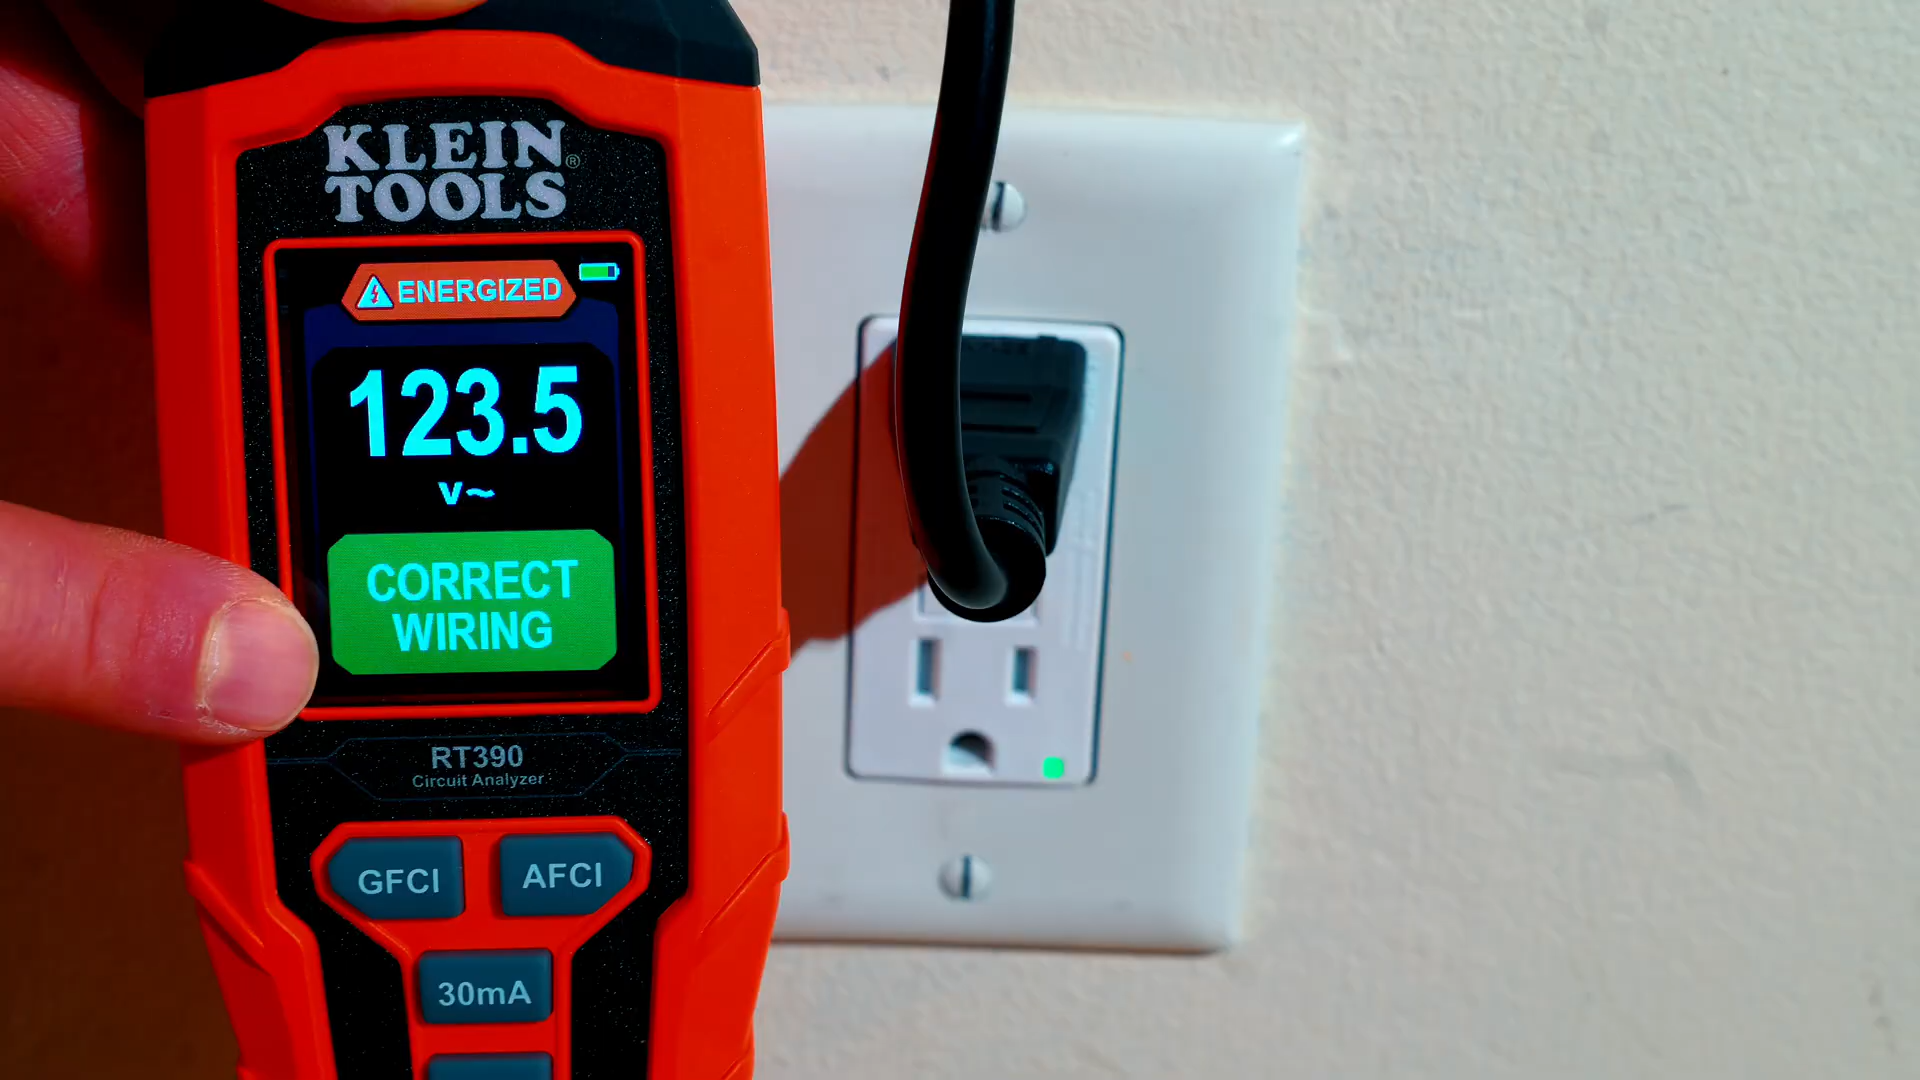 KLEIN
TOOLS®
ENERGIZED
123.5
V~
CORRECT
WIRING
RT390
Circuit Analyzer
GFCI
AFCI
30mA